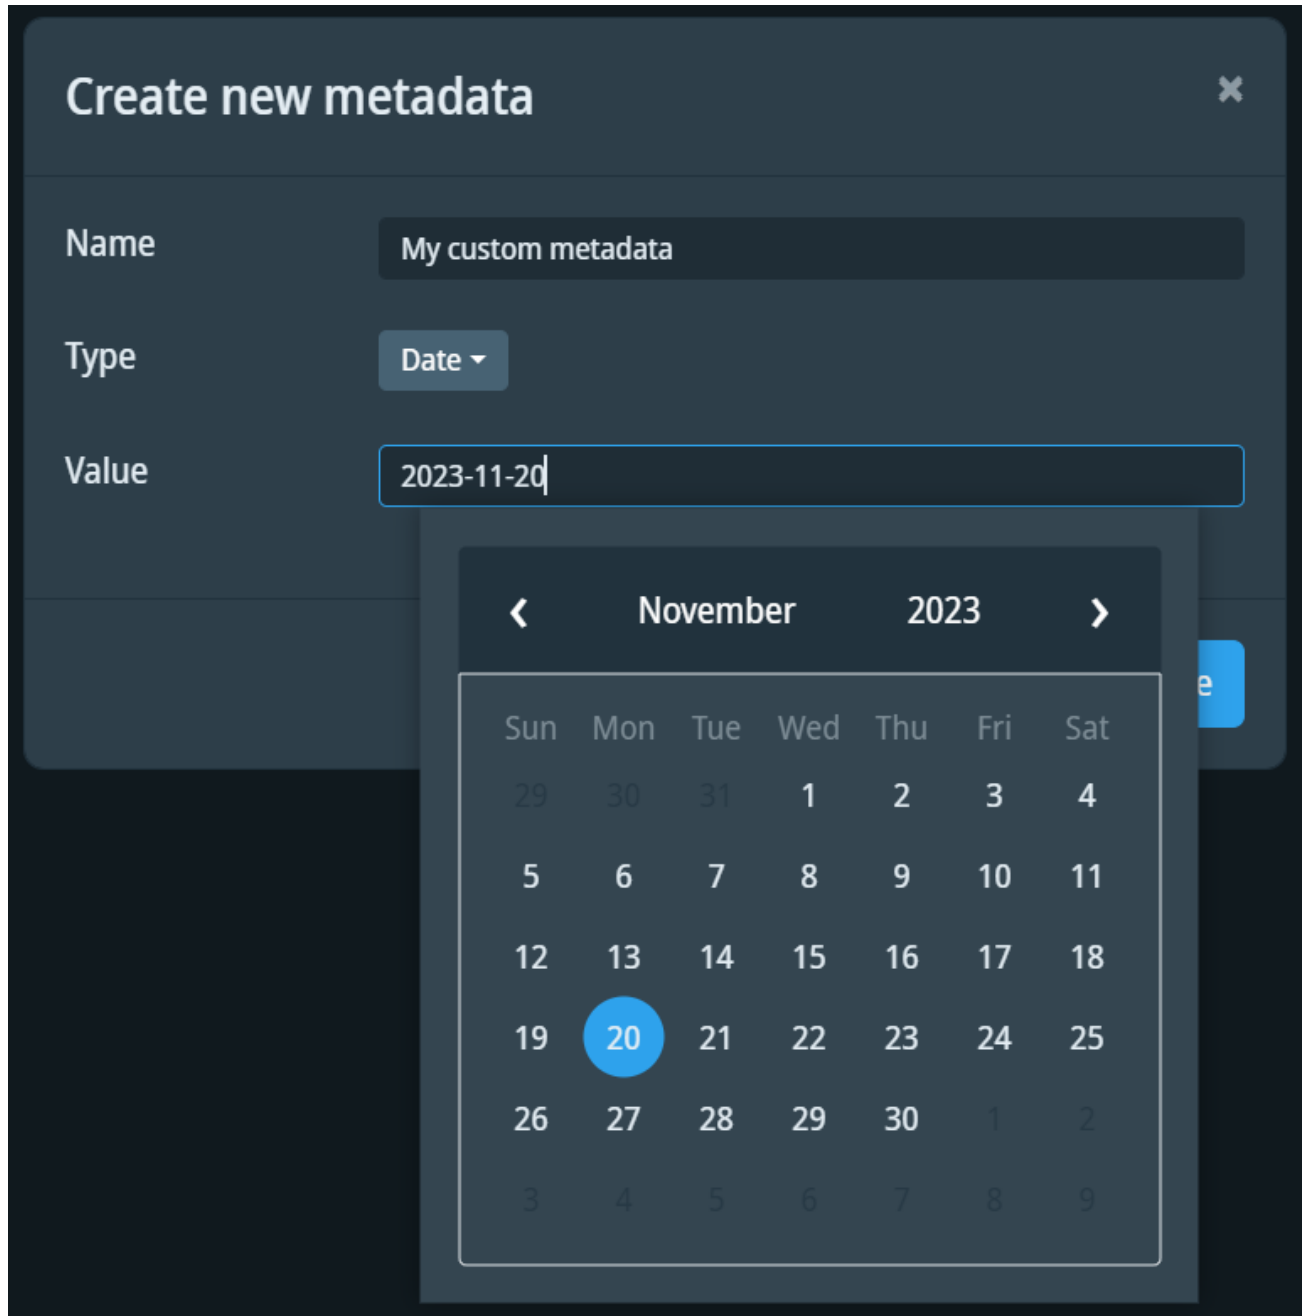 Create new metadata ×
Name My custom metadata
Type Date
Value 2023-11-20
‹ November 2023 ›
e
Sun Mon Tue Wed Thu Fri Sat
29 30 31 1 2 3 4
5 6 7 8 9 10 11
12 13 14 15 16 17 18
19 20 21 22 23 24 25
26 27 28 29 30 1 2
3 4 5 6 7 8 9